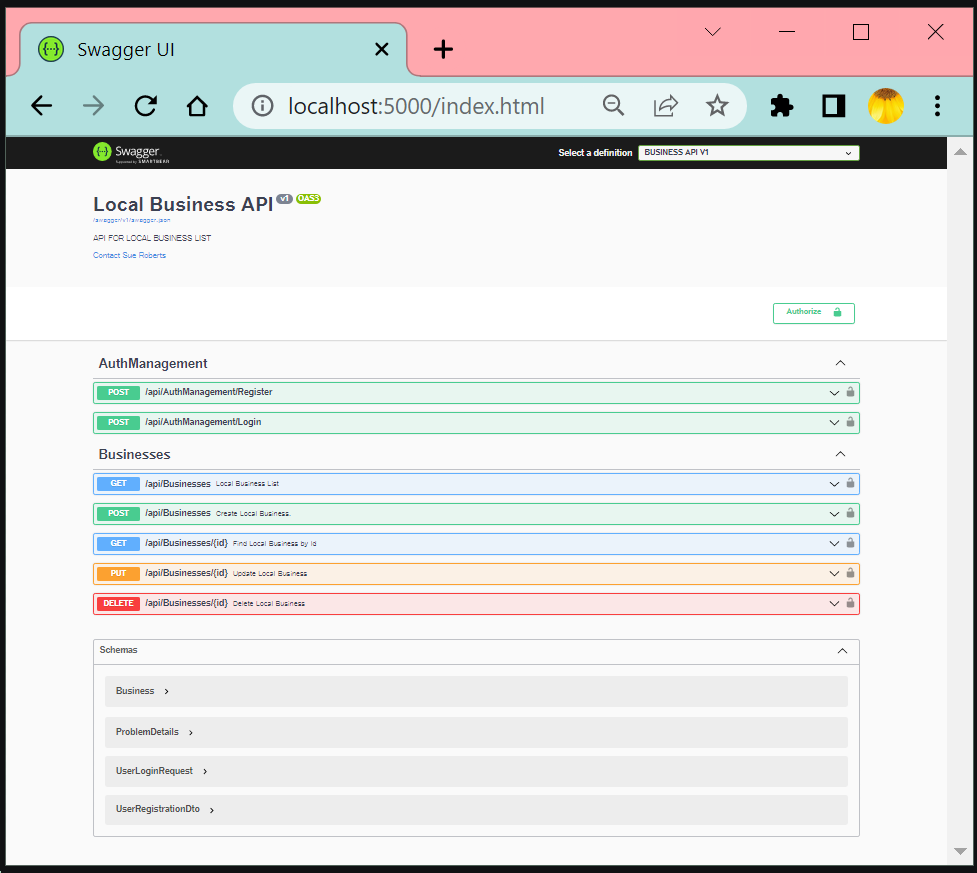 Swagger UI
localhost:5000/index.html
Swagger
Supported by SMARTBEAR
Select a definition
BUSINESS API V1
Local Business API v1 OAS3
/swagger/v1/swagger.json
API FOR LOCAL BUSINESS LIST
Contact Sue Roberts
Authorize
AuthManagement
POST /api/AuthManagement/Register
POST /api/AuthManagement/Login
Businesses
GET /api/Businesses Local Business List
POST /api/Businesses Create Local Business.
GET /api/Businesses/{id} Find Local Business by Id
PUT /api/Businesses/{id} Update Local Business
DELETE /api/Businesses/{id} Delete Local Business
Schemas
Business
ProblemDetails
UserLoginRequest
UserRegistrationDto